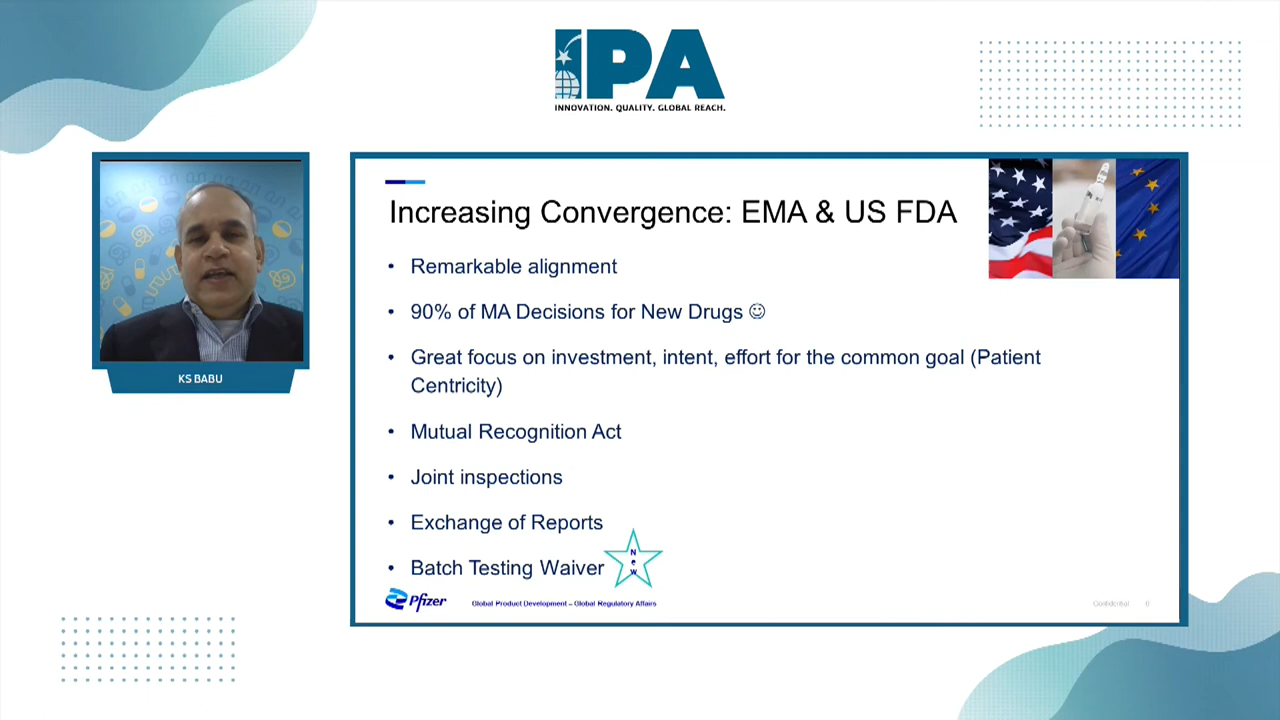 IPA
INNOVATION. QUALITY. GLOBAL REACH.
KS BABU
Increasing Convergence: EMA & US FDA
• Remarkable alignment
• 90% of MA Decisions for New Drugs ☺
• Great focus on investment, intent, effort for the common goal (Patient
Centricity)
• Mutual Recognition Act
• Joint inspections
• Exchange of Reports
• Batch Testing Waiver
New
Pfizer
Global Product Development – Global Regulatory Affairs
Confidential